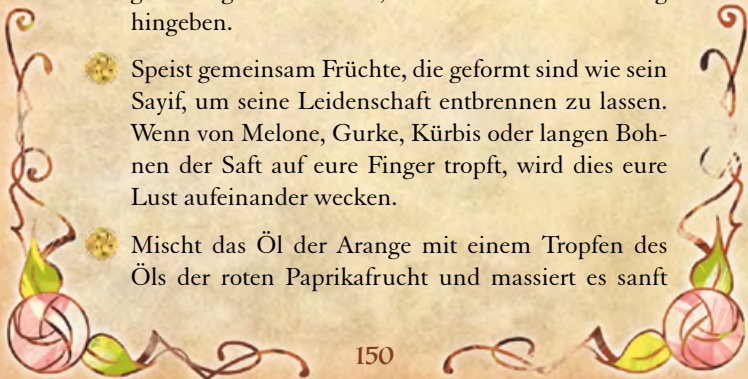 hingeben.
Speist gemeinsam Früchte, die geformt sind wie sein
Sayif, um seine Leidenschaft entbrennen zu lassen.
Wenn von Melone, Gurke, Kürbis oder langen Boh-
nen der Saft auf eure Finger tropft, wird dies eure
Lust aufeinander wecken.
Mischt das Öl der Arange mit einem Tropfen des
Öls der roten Paprikafrucht und massiert es sanft
150